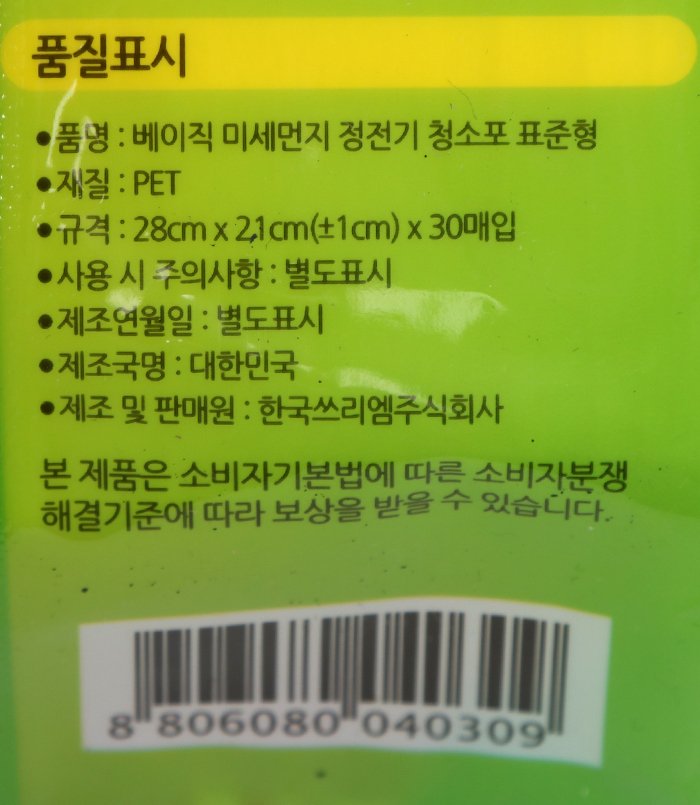 품질표시
●품명 : 베이직 미세먼지 정전기 청소포 표준형
●재질 : PET
●규격 : 28cm x 21cm(±1cm) x 30매입
●사용 시 주의사항 : 별도표시
●제조연월일 : 별도표시
●제조국명 : 대한민국
●제조 및 판매원 : 한국쓰리엠주식회사
본 제품은 소비자기본법에 따른 소비자분쟁
해결기준에 따라 보상을 받을 수 있습니다.
8 806080 040309